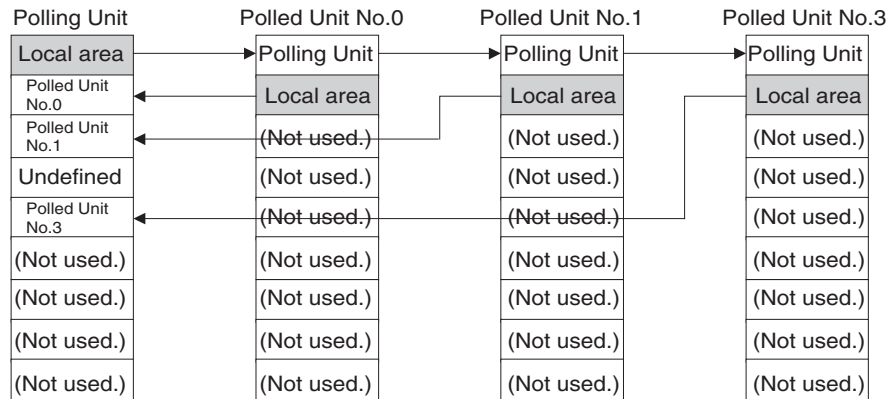 Polling Unit Polled Unit No.0 Polled Unit No.1 Polled Unit No.3
Local area Polling Unit Polling Unit Polling Unit
Polled Unit
No.0
Local area Local area Local area
Polled Unit
No.1
(Not used.) (Not used.) (Not used.)
Undefined (Not used.) (Not used.) (Not used.)
Polled Unit
No.3
(Not used.) (Not used.) (Not used.)
(Not used.) (Not used.) (Not used.) (Not used.)
(Not used.) (Not used.) (Not used.) (Not used.)
(Not used.) (Not used.) (Not used.) (Not used.)
(Not used.) (Not used.) (Not used.) (Not used.)